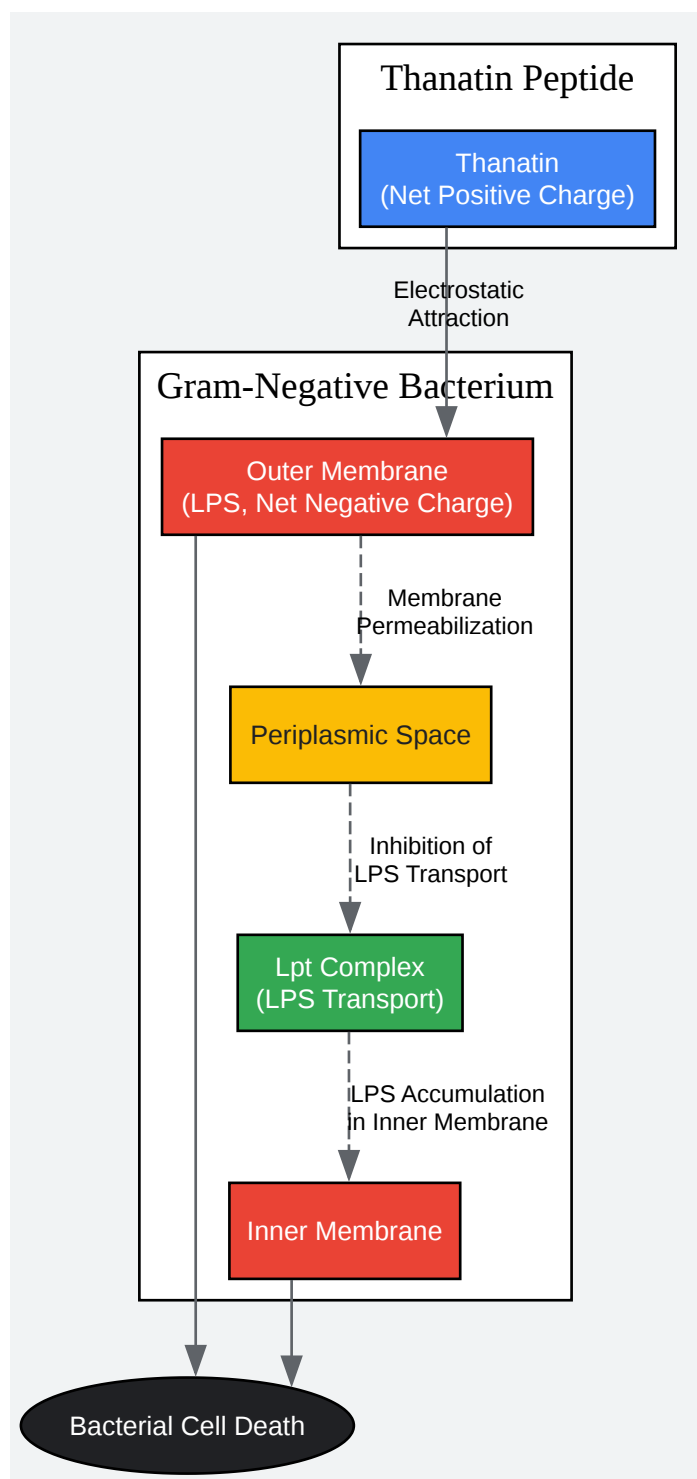 Thanatin Peptide
Thanatin
(Net Positive Charge)
Electrostatic
Attraction
Gram-Negative Bacterium
Outer Membrane
(LPS, Net Negative Charge)
Membrane
Permeabilization
Periplasmic Space
Inhibition of
LPS Transport
Lpt Complex
(LPS Transport)
LPS Accumulation
in Inner Membrane
Inner Membrane
Bacterial Cell Death